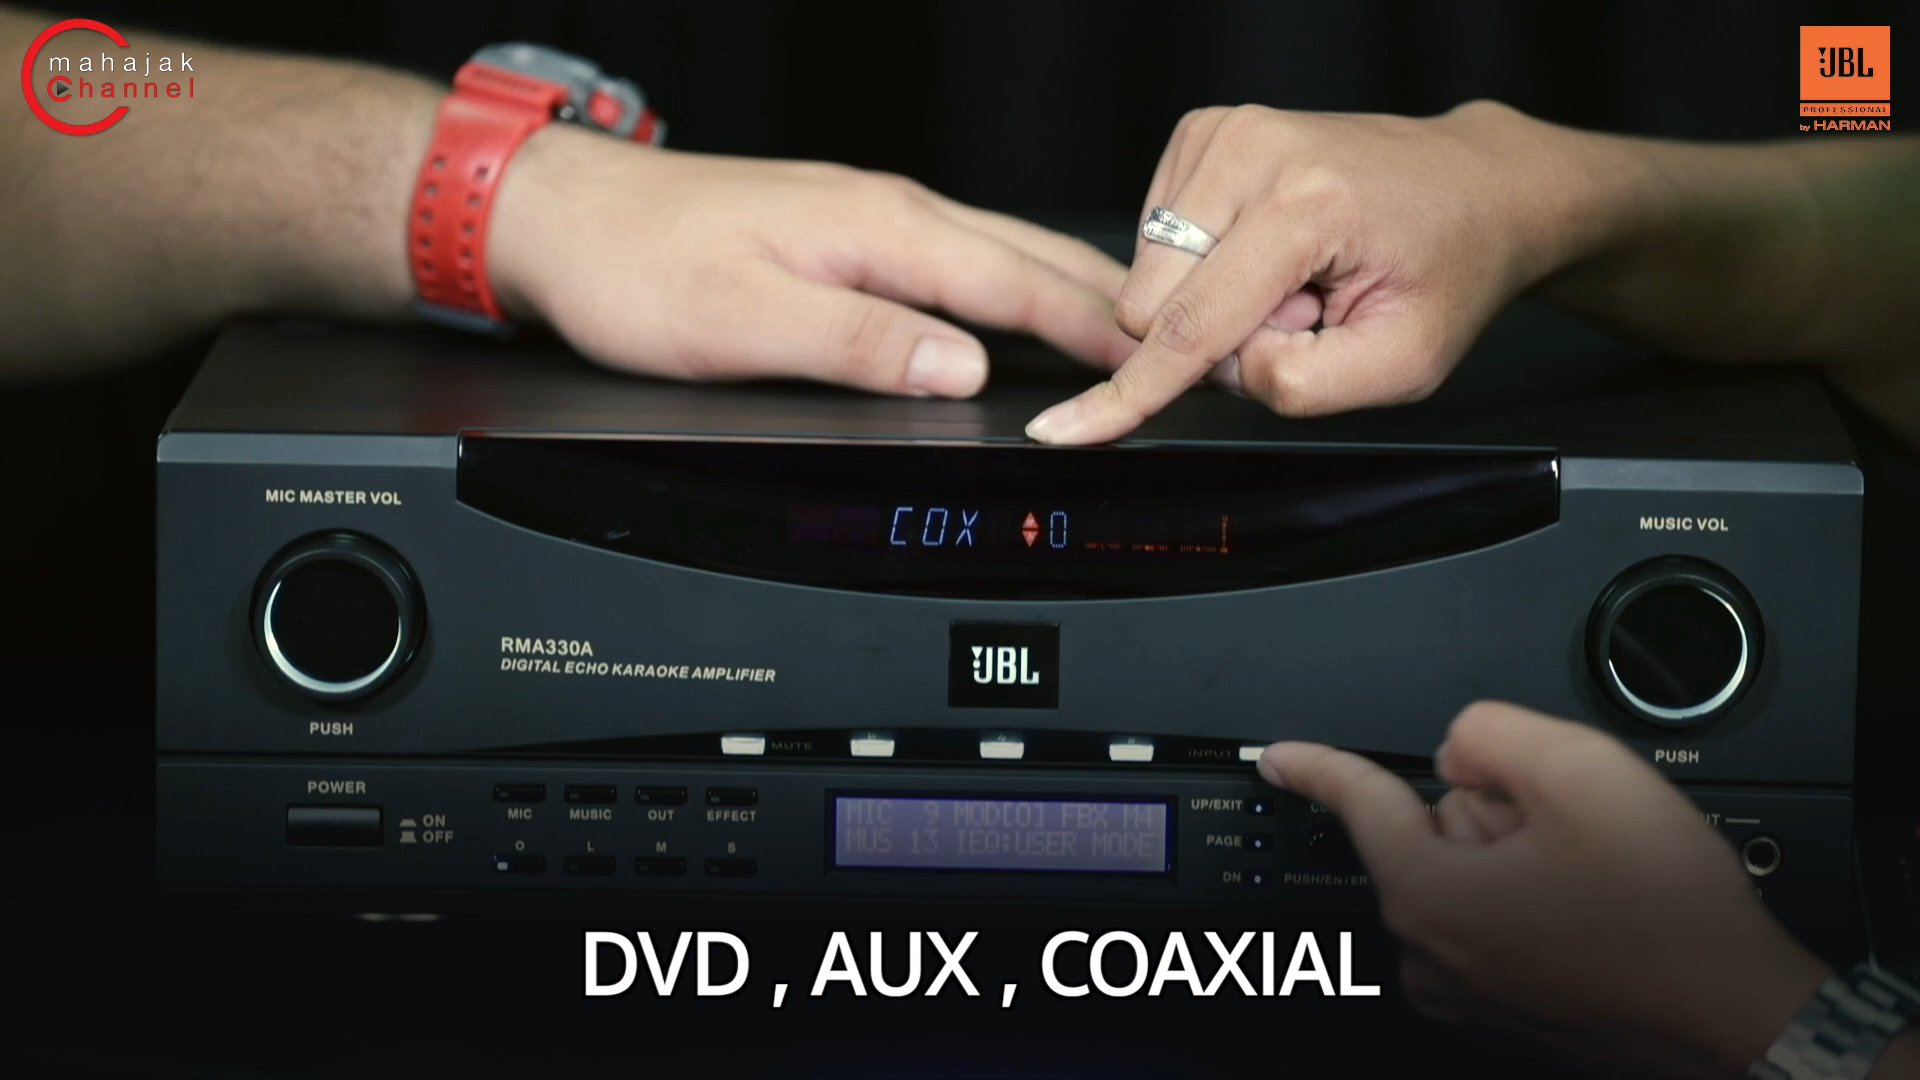 mahajak
Channel
JBL
PROFESSIONAL
by HARMAN
MIC MASTER VOL
COX 0
MUSIC VOL
RMA330A
DIGITAL ECHO KARAOKE AMPLIFIER
JBL
PUSH
PUSH
MUTE
INPUT
POWER
ON
OFF
MIC
MUSIC
OUT
EFFECT
O
L
M
S
MIC 9 MOD[0] FBX M4
MUS 13 IEQ:USER MODE
UP/EXIT
PAGE
DN
PUSH/ENTER
DVD , AUX , COAXIAL